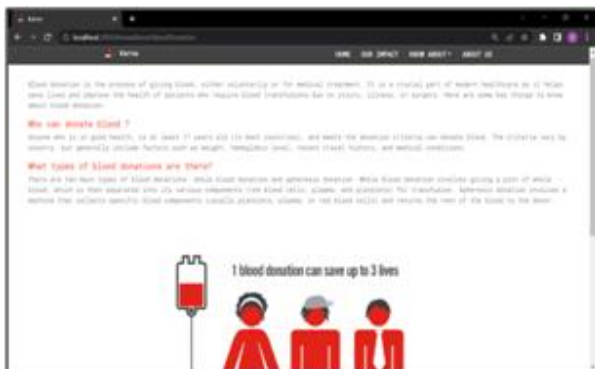 Karma
localhost
Karma HOME OUR IMPACT KNOW ABOUT ABOUT US
Blood donation is the process of giving blood, either voluntarily or for medical treatment. It is a crucial part of modern healthcare as it helps
save lives and improve the health of patients who require blood transfusions due to injury, illness, or surgery. Here are some key things to know
about blood donation:
Who can donate blood ?
Anyone who is in good health, is at least 17 years old (in most countries), and meets the donation criteria can donate blood. The criteria vary by
country, but generally include factors such as weight, hemoglobin level, recent travel history, and medical conditions.
What types of blood donations are there?
There are two main types of blood donations: whole blood donation and apheresis donation. Whole blood donation involves giving a pint of whole
blood, which is then separated into its various components (red blood cells, plasma, and platelets) for transfusion. Apheresis donation involves a
machine that collects specific blood components (usually platelets, plasma, or red blood cells) and returns the rest of the blood to the donor.
1 blood donation can save up to 3 lives